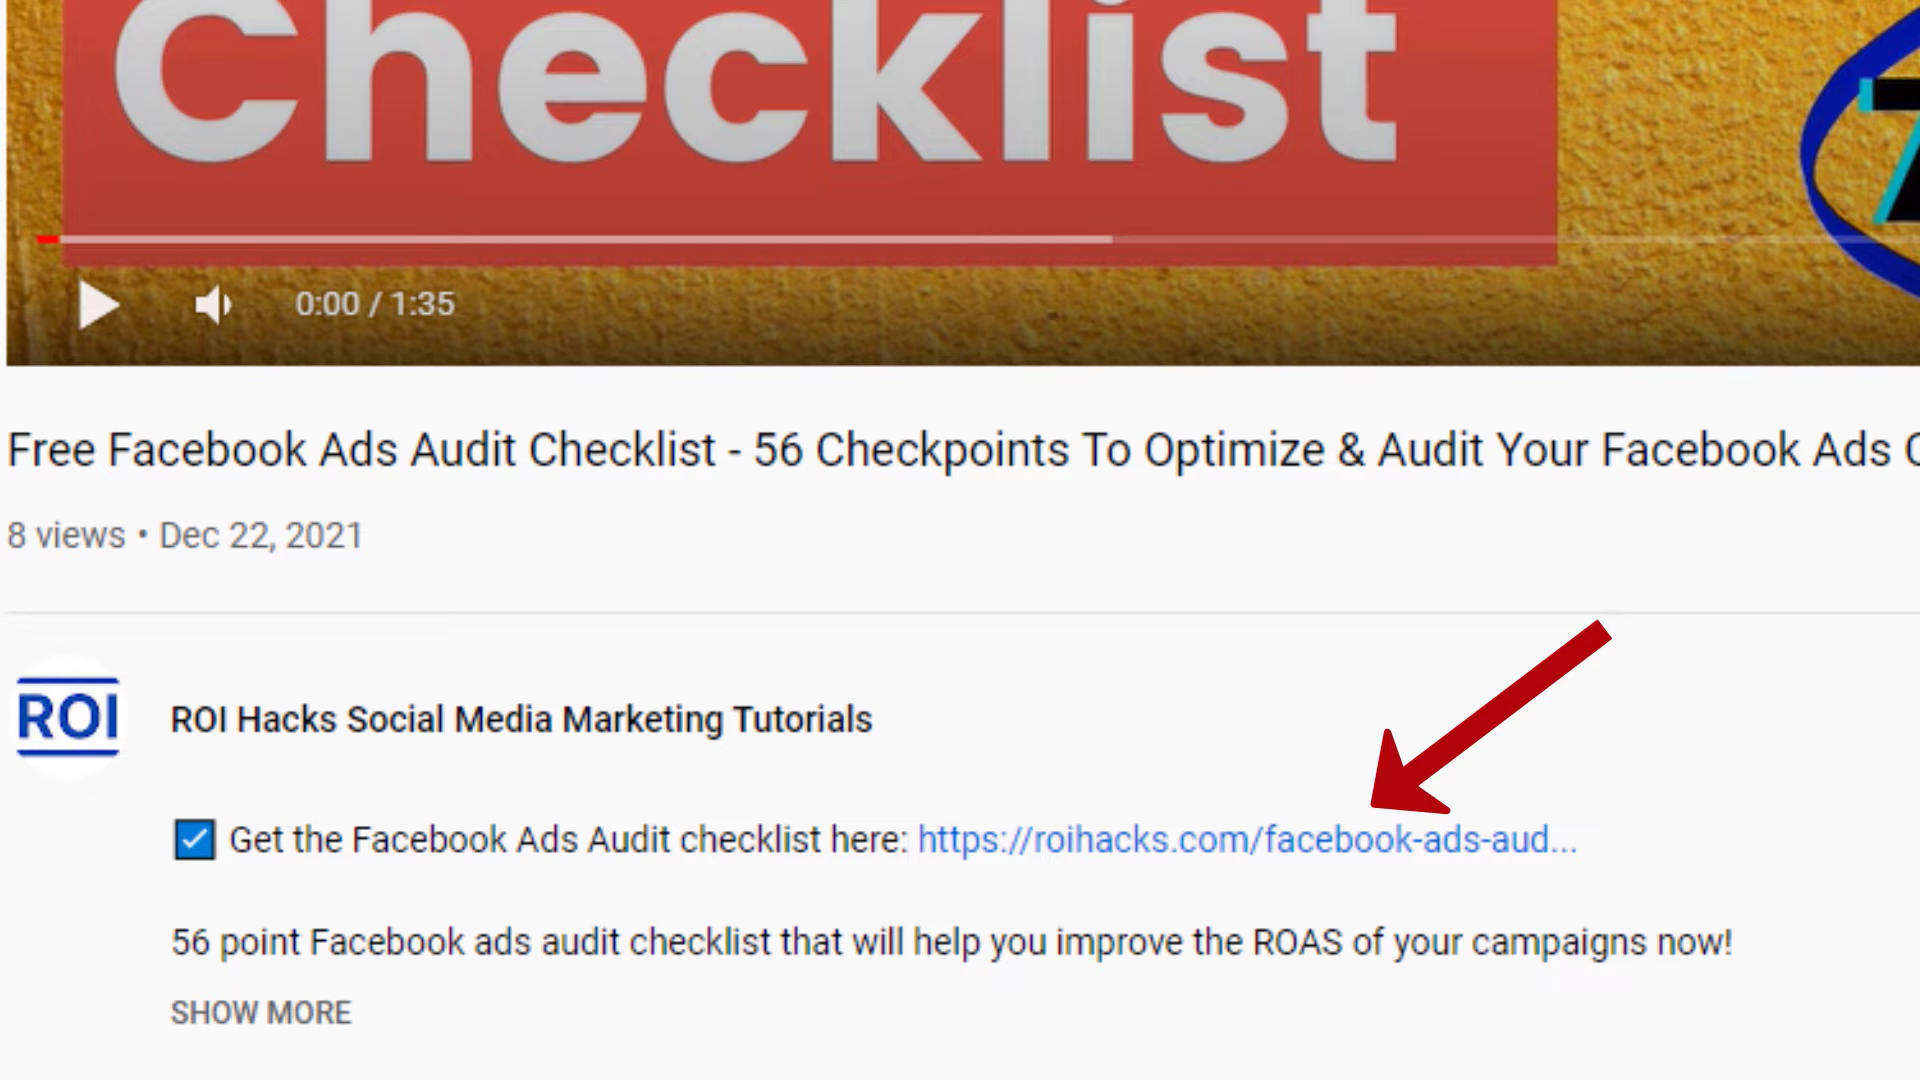 Checklist
0:00 / 1:35
Free Facebook Ads Audit Checklist - 56 Checkpoints To Optimize & Audit Your Facebook Ads
8 views • Dec 22, 2021
ROI
ROI Hacks Social Media Marketing Tutorials
Get the Facebook Ads Audit checklist here: https://roihacks.com/facebook-ads-aud...
56 point Facebook ads audit checklist that will help you improve the ROAS of your campaigns now!
SHOW MORE